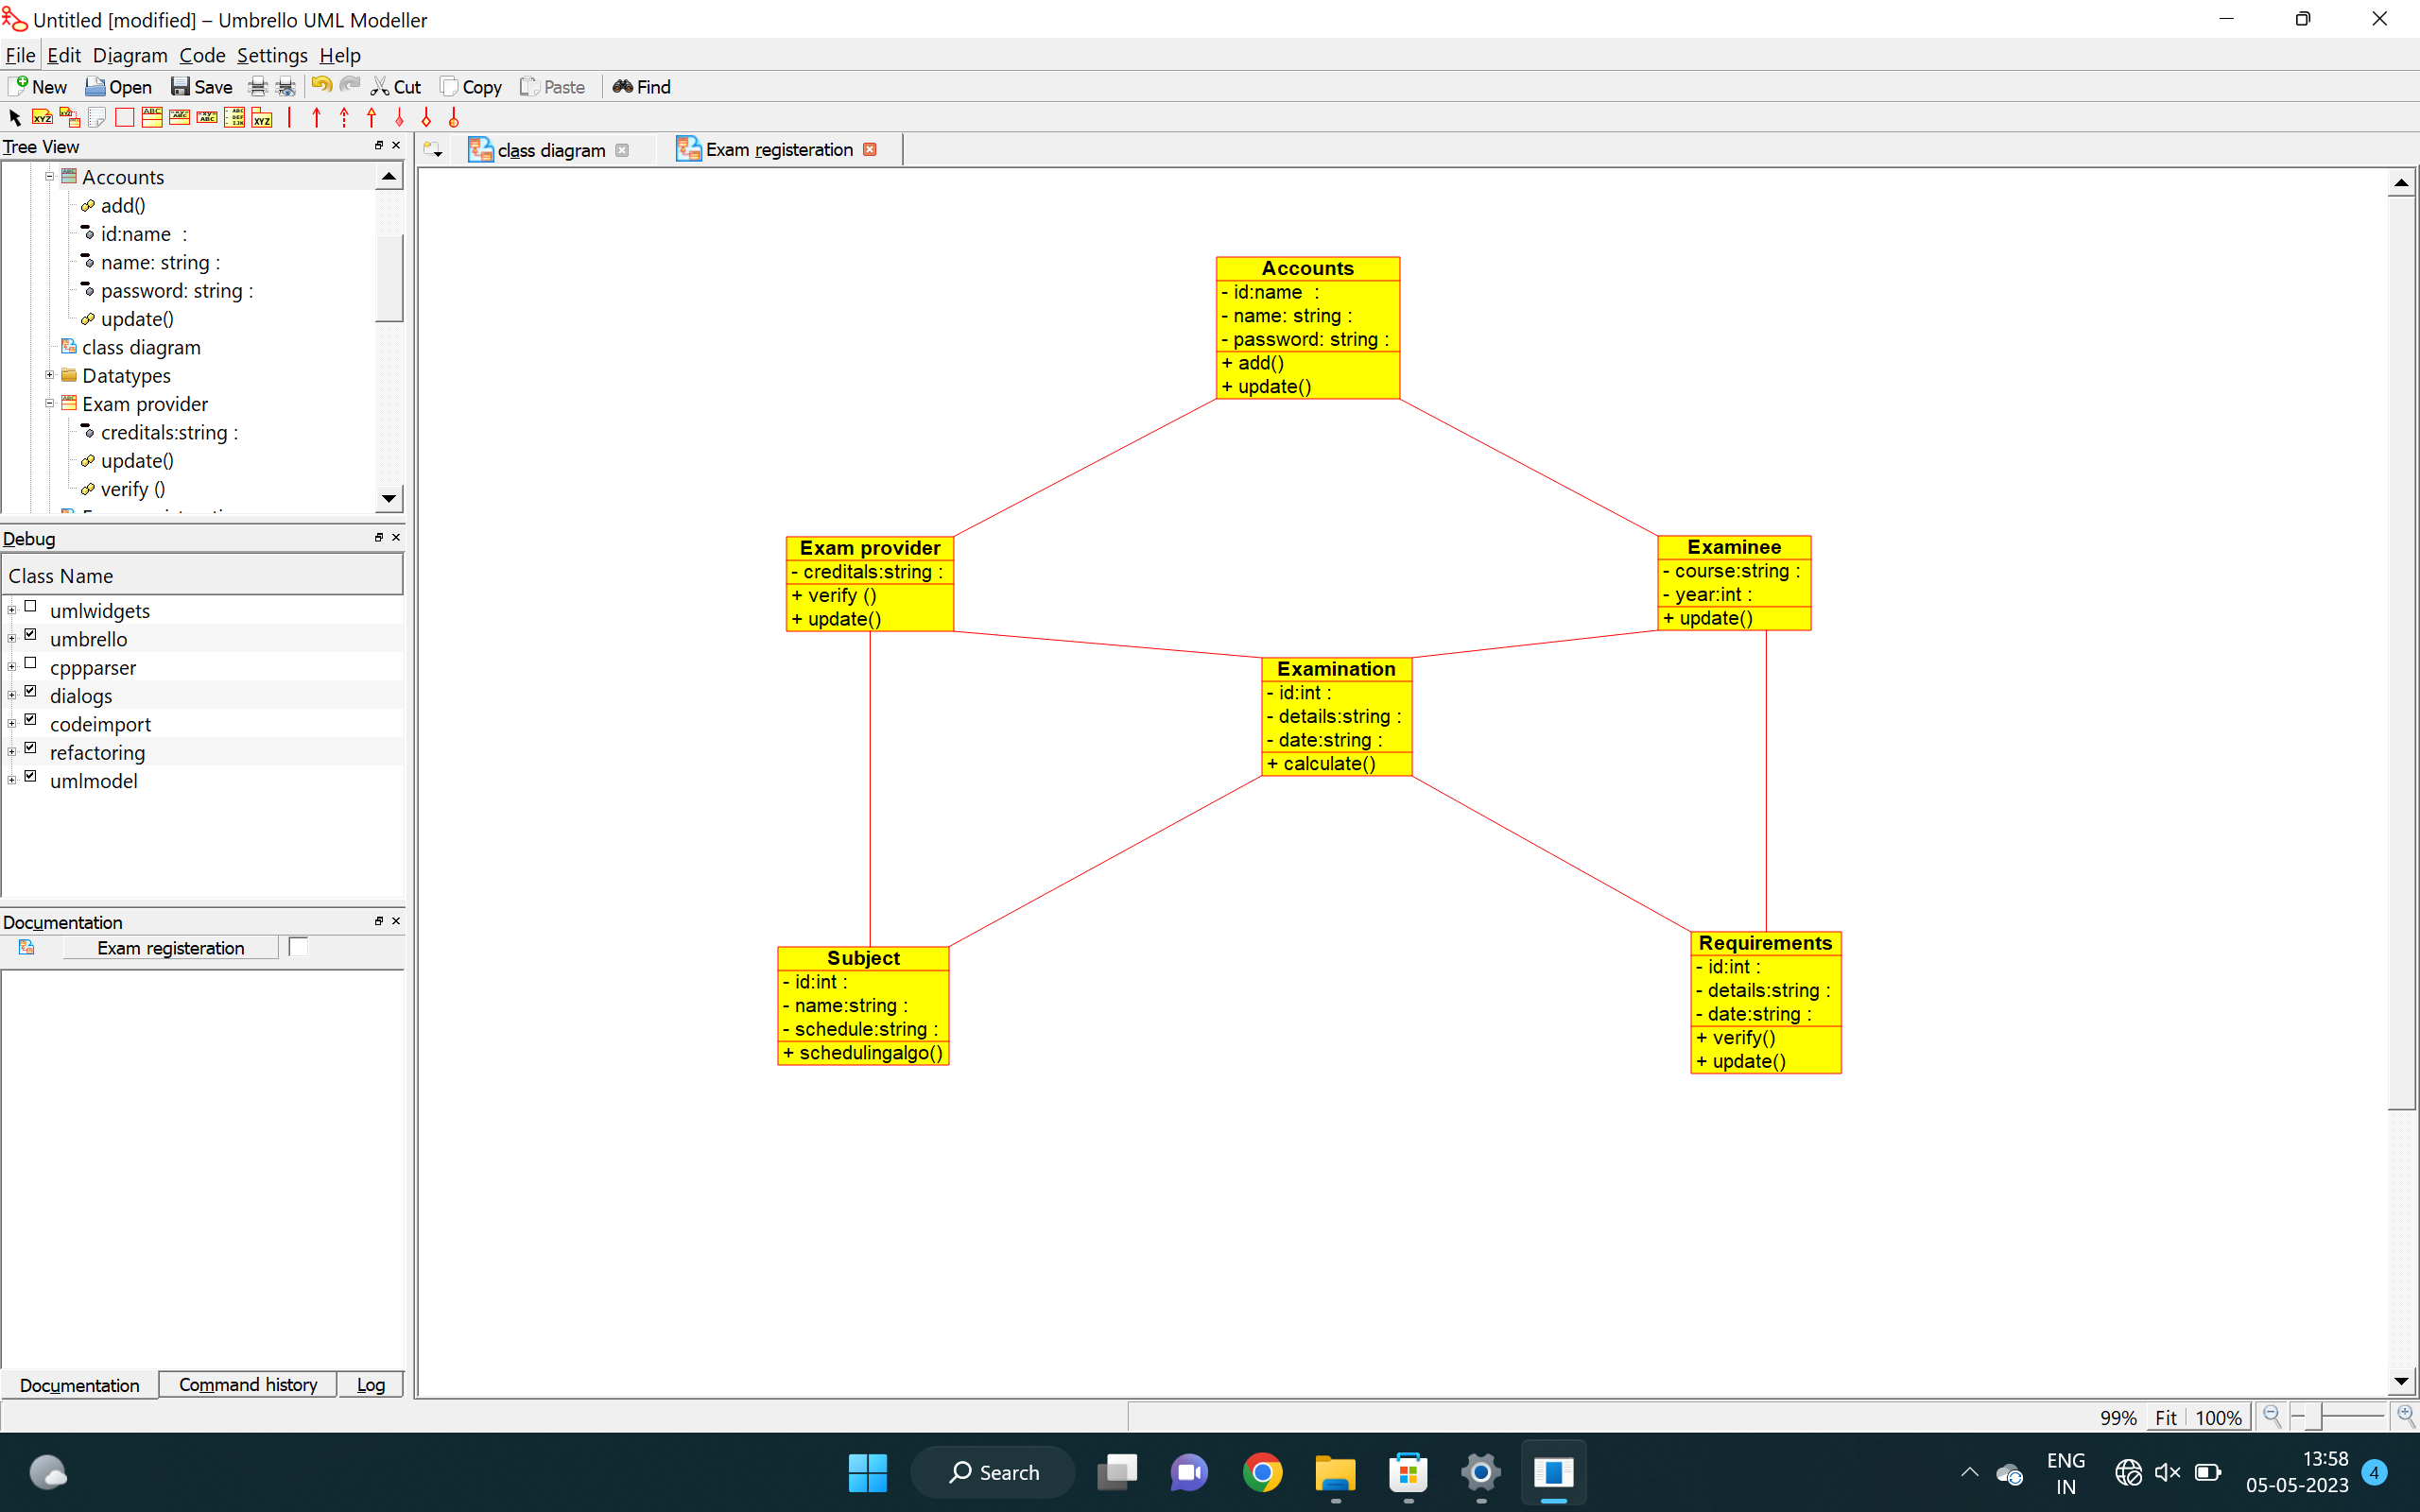 Untitled [modified] – Umbrello UML Modeller
File Edit Diagram Code Settings Help
New Open Save Cut Copy Paste Find
Tree View
Accounts
add()
id:name :
name: string :
password: string :
update()
class diagram
Datatypes
Exam provider
creditals:string :
update()
verify ()
Debug
Class Name
umlwidgets
umbrello
cppparser
dialogs
codeimport
refactoring
umlmodel
Documentation
Exam registeration
Documentation Command history Log
class diagram Exam registeration
Accounts
- id:name :
- name: string :
- password: string :
+ add()
+ update()
Exam provider
- creditals:string :
+ verify ()
+ update()
Examinee
- course:string :
- year:int :
+ update()
Examination
- id:int :
- details:string :
- date:string :
+ calculate()
Subject
- id:int :
- name:string :
- schedule:string :
+ schedulingalgo()
Requirements
- id:int :
- details:string :
- date:string :
+ verify()
+ update()
99% Fit 100%
Search
ENG
IN
13:58
05-05-2023
4